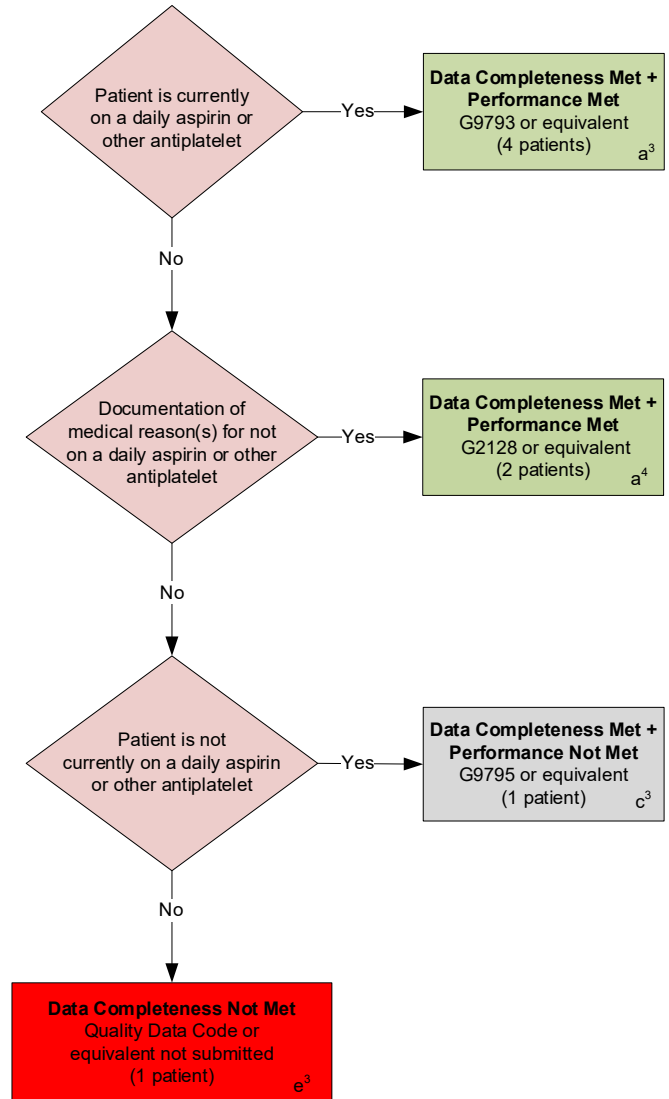 Patient is currently
on a daily aspirin or
other antiplatelet
Yes
Data Completeness Met +
Performance Met
G9793 or equivalent
(4 patients)
a³
No
Documentation of
medical reason(s) for not
on a daily aspirin or other
antiplatelet
Yes
Data Completeness Met +
Performance Met
G2128 or equivalent
(2 patients)
a⁴
No
Patient is not
currently on a daily aspirin
or other antiplatelet
Yes
Data Completeness Met +
Performance Not Met
G9795 or equivalent
(1 patient)
c³
No
Data Completeness Not Met
Quality Data Code or
equivalent not submitted
(1 patient)
e³